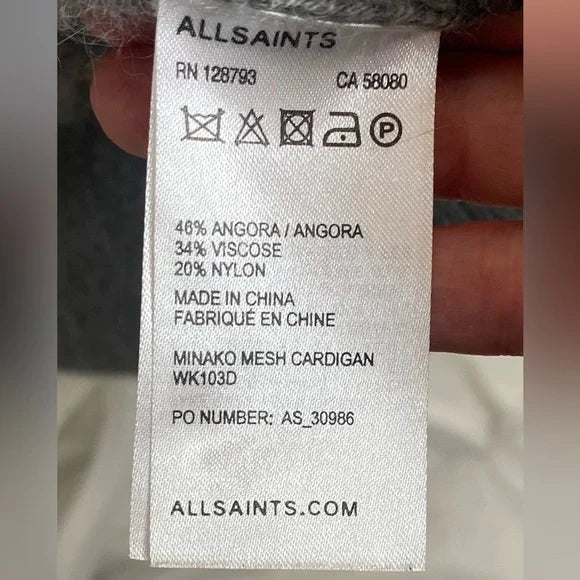 ALLSAINTS
RN 128793 CA 58080
P
46% ANGORA / ANGORA
34% VISCOSE
20% NYLON
MADE IN CHINA
FABRIQUÉ EN CHINE
MINAKO MESH CARDIGAN
WK103D
PO NUMBER: AS_30986
ALLSAINTS.COM